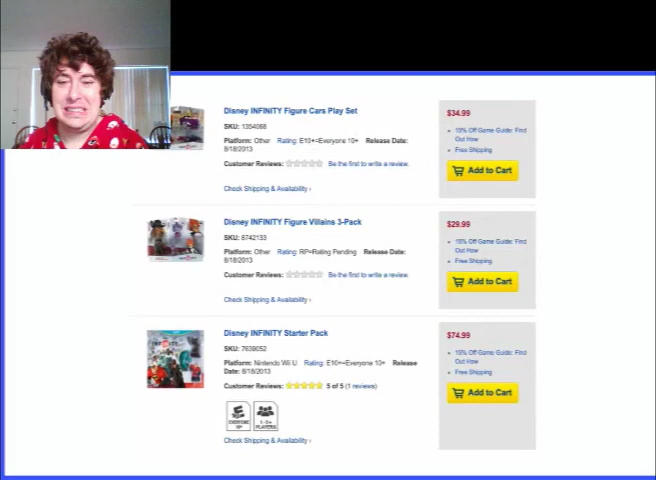 Disney INFINITY Figure Cars Play Set
SKU: 1354068
Platform: Other Rating: E10+=Everyone 10+ Release Date:
8/18/2013
Customer Reviews: Be the first to write a review.
Check Shipping & Availability ›
$34.99
15% Off Game Guide: Find
Out How
Free Shipping
Add to Cart
Disney INFINITY Figure Villains 3-Pack
SKU: 8742133
Platform: Other Rating: RP=Rating Pending Release Date:
8/18/2013
Customer Reviews: Be the first to write a review.
Check Shipping & Availability ›
$29.99
15% Off Game Guide: Find
Out How
Free Shipping
Add to Cart
Disney INFINITY Starter Pack
SKU: 7639052
Platform: Nintendo Wii U Rating: E10+=Everyone 10+ Release
Date: 8/18/2013
Customer Reviews: 5 of 5 (1 reviews)
EVERYONE
PLAYERS
Check Shipping & Availability ›
$74.99
15% Off Game Guide: Find
Out How
Free Shipping
Add to Cart